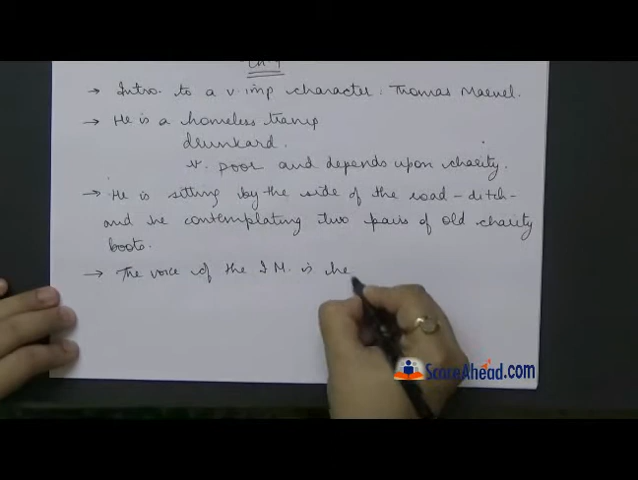 → Intro. to a v. imp character : Thomas Marvel.
→ He is a homeless tramp
drunkard.
v. poor and depends upon charity.
→ He is sitting by the side of the road - ditch -
and he contemplating two pairs of old charity
boots.
→ The voice of the I M. is he
ScoreAhead.com